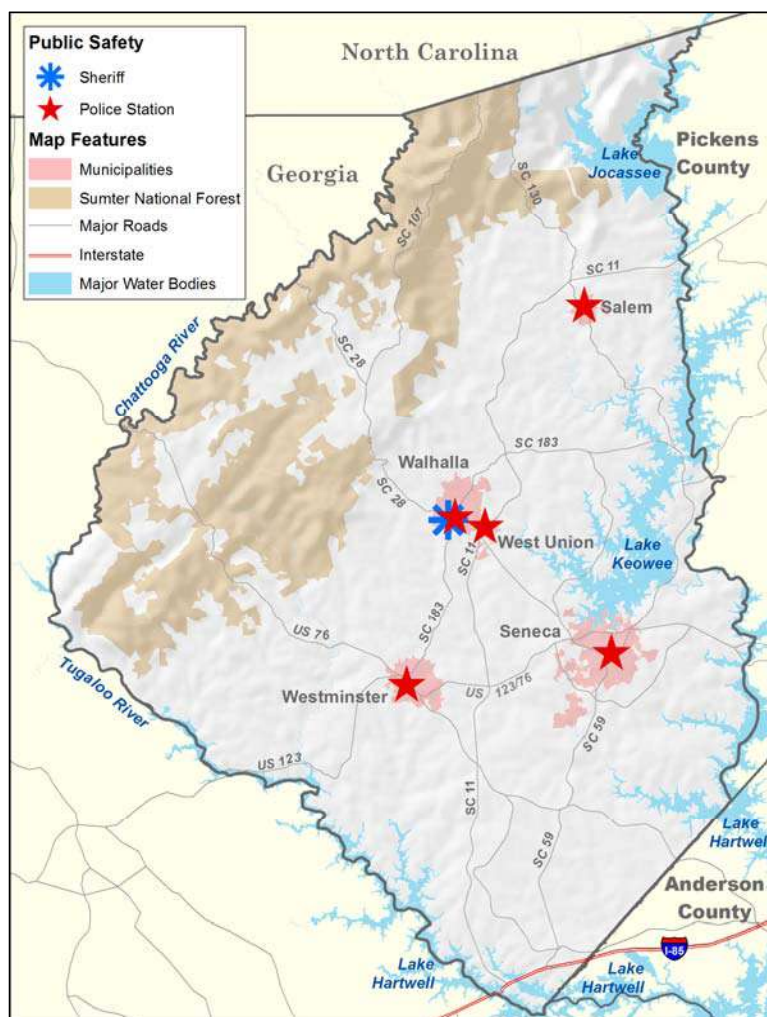 Public Safety
Sheriff
Police Station
Map Features
Municipalities
Sumter National Forest
Major Roads
Interstate
Major Water Bodies
North Carolina
Georgia
Pickens
County
Lake
Jocassee
SC 130
SC 107
SC 11
Salem
Chattooga River
SC 28
SC 183
Walhalla
SC 28
West Union
SC 11
Lake
Keowee
SC 183
Seneca
US 76
Westminster
US 123/76
Tugaloo River
SC 59
US 123
SC 11
SC 59
Lake
Hartwell
Anderson
County
I-85
Lake
Hartwell
Lake
Hartwell